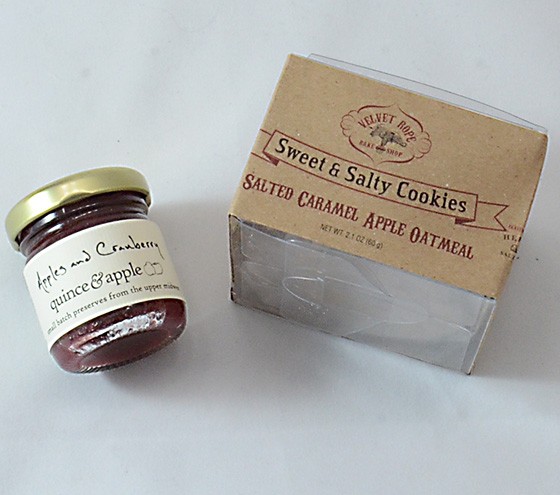 Apples and Cranberry
quince & apple
small batch preserves from the upper midwest
VELVET ROPE
BAKE SHOP
Sweet & Salty Cookies
SALTED CARAMEL APPLE OATMEAL
NET WT. 2.1 OZ (60 g)